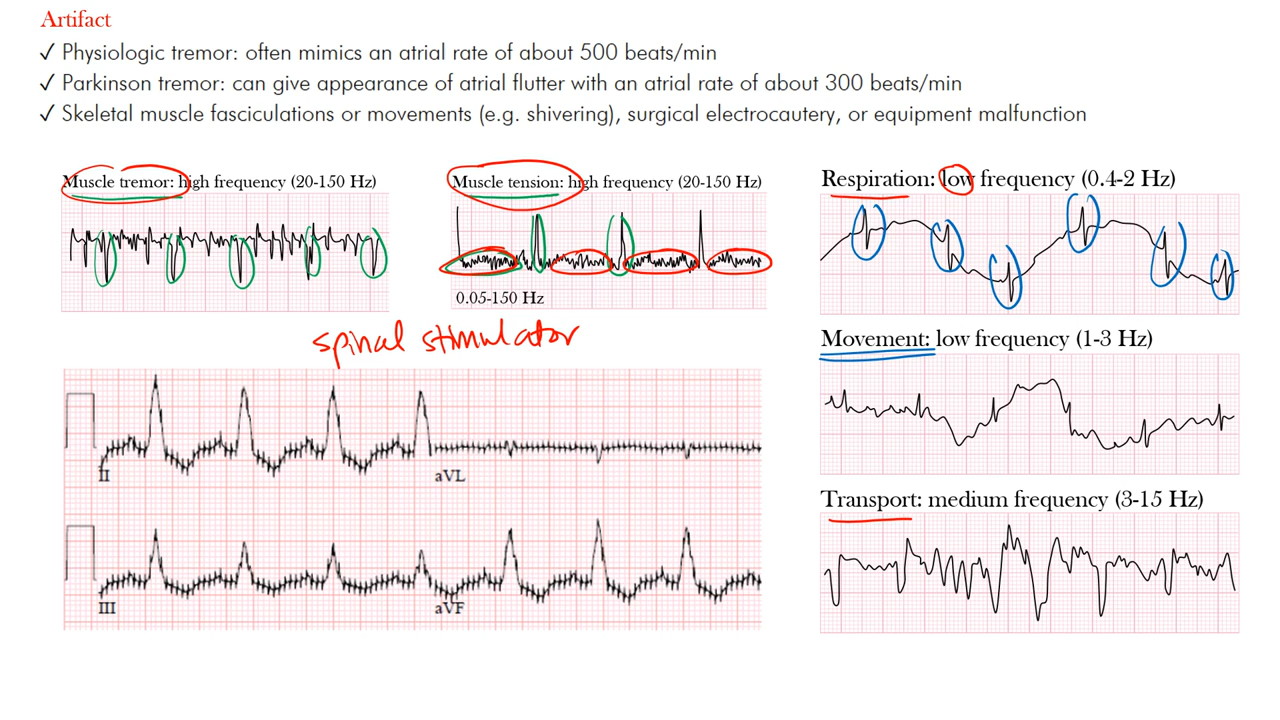 Artifact
✓ Physiologic tremor: often mimics an atrial rate of about 500 beats/min
✓ Parkinson tremor: can give appearance of atrial flutter with an atrial rate of about 300 beats/min
✓ Skeletal muscle fasciculations or movements (e.g. shivering), surgical electrocautery, or equipment malfunction
Muscle tremor: high frequency (20-150 Hz)
Muscle tension: high frequency (20-150 Hz)
0.05-150 Hz
Respiration: low frequency (0.4-2 Hz)
spinal stimulator
Movement: low frequency (1-3 Hz)
II
aVL
Transport: medium frequency (3-15 Hz)
III
aVF